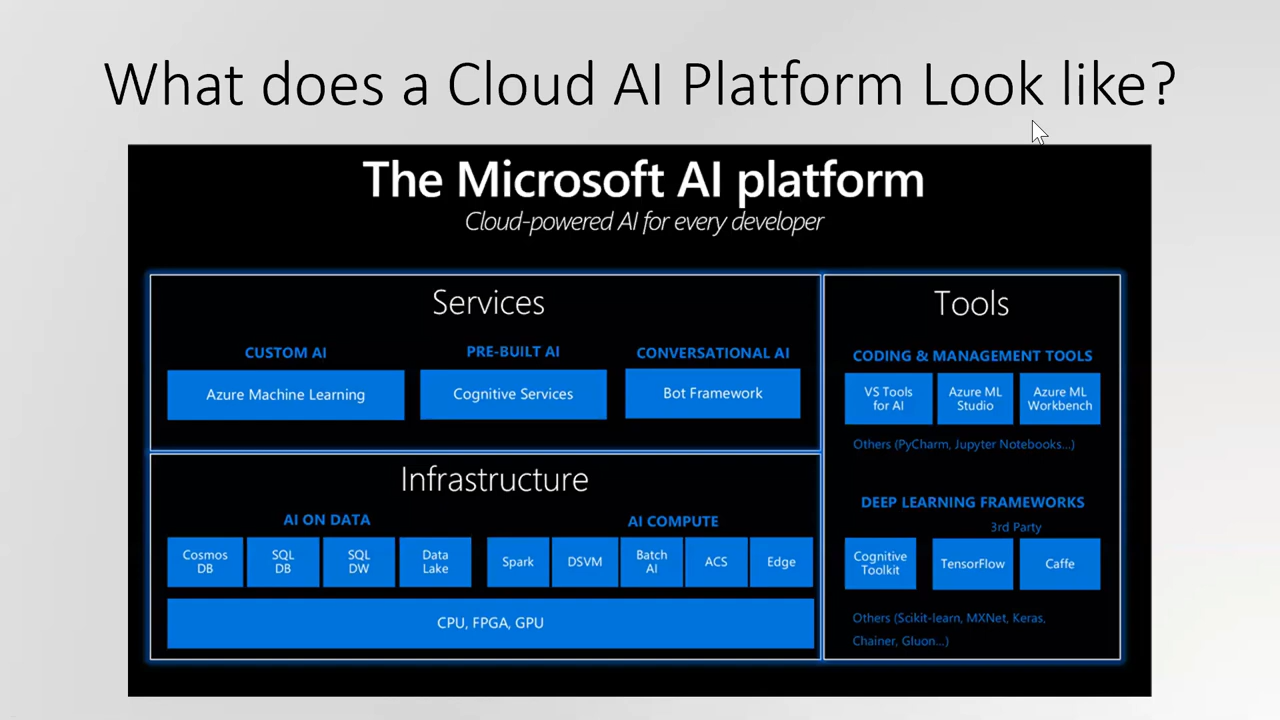 What does a Cloud AI Platform Look like?
The Microsoft AI platform
Cloud-powered AI for every developer
Services
CUSTOM AI
Azure Machine Learning
PRE-BUILT AI
Cognitive Services
CONVERSATIONAL AI
Bot Framework
Infrastructure
AI ON DATA
Cosmos
DB
SQL
DB
SQL
DW
Data
Lake
AI COMPUTE
Spark
DSVM
Batch
AI
ACS
Edge
CPU, FPGA, GPU
Tools
CODING & MANAGEMENT TOOLS
VS Tools
for AI
Azure ML
Studio
Azure ML
Workbench
Others (PyCharm, Jupyter Notebooks...)
DEEP LEARNING FRAMEWORKS
3rd Party
Cognitive
Toolkit
TensorFlow
Caffe
Others (Scikit-learn, MXNet, Keras,
Chainer, Gluon...)